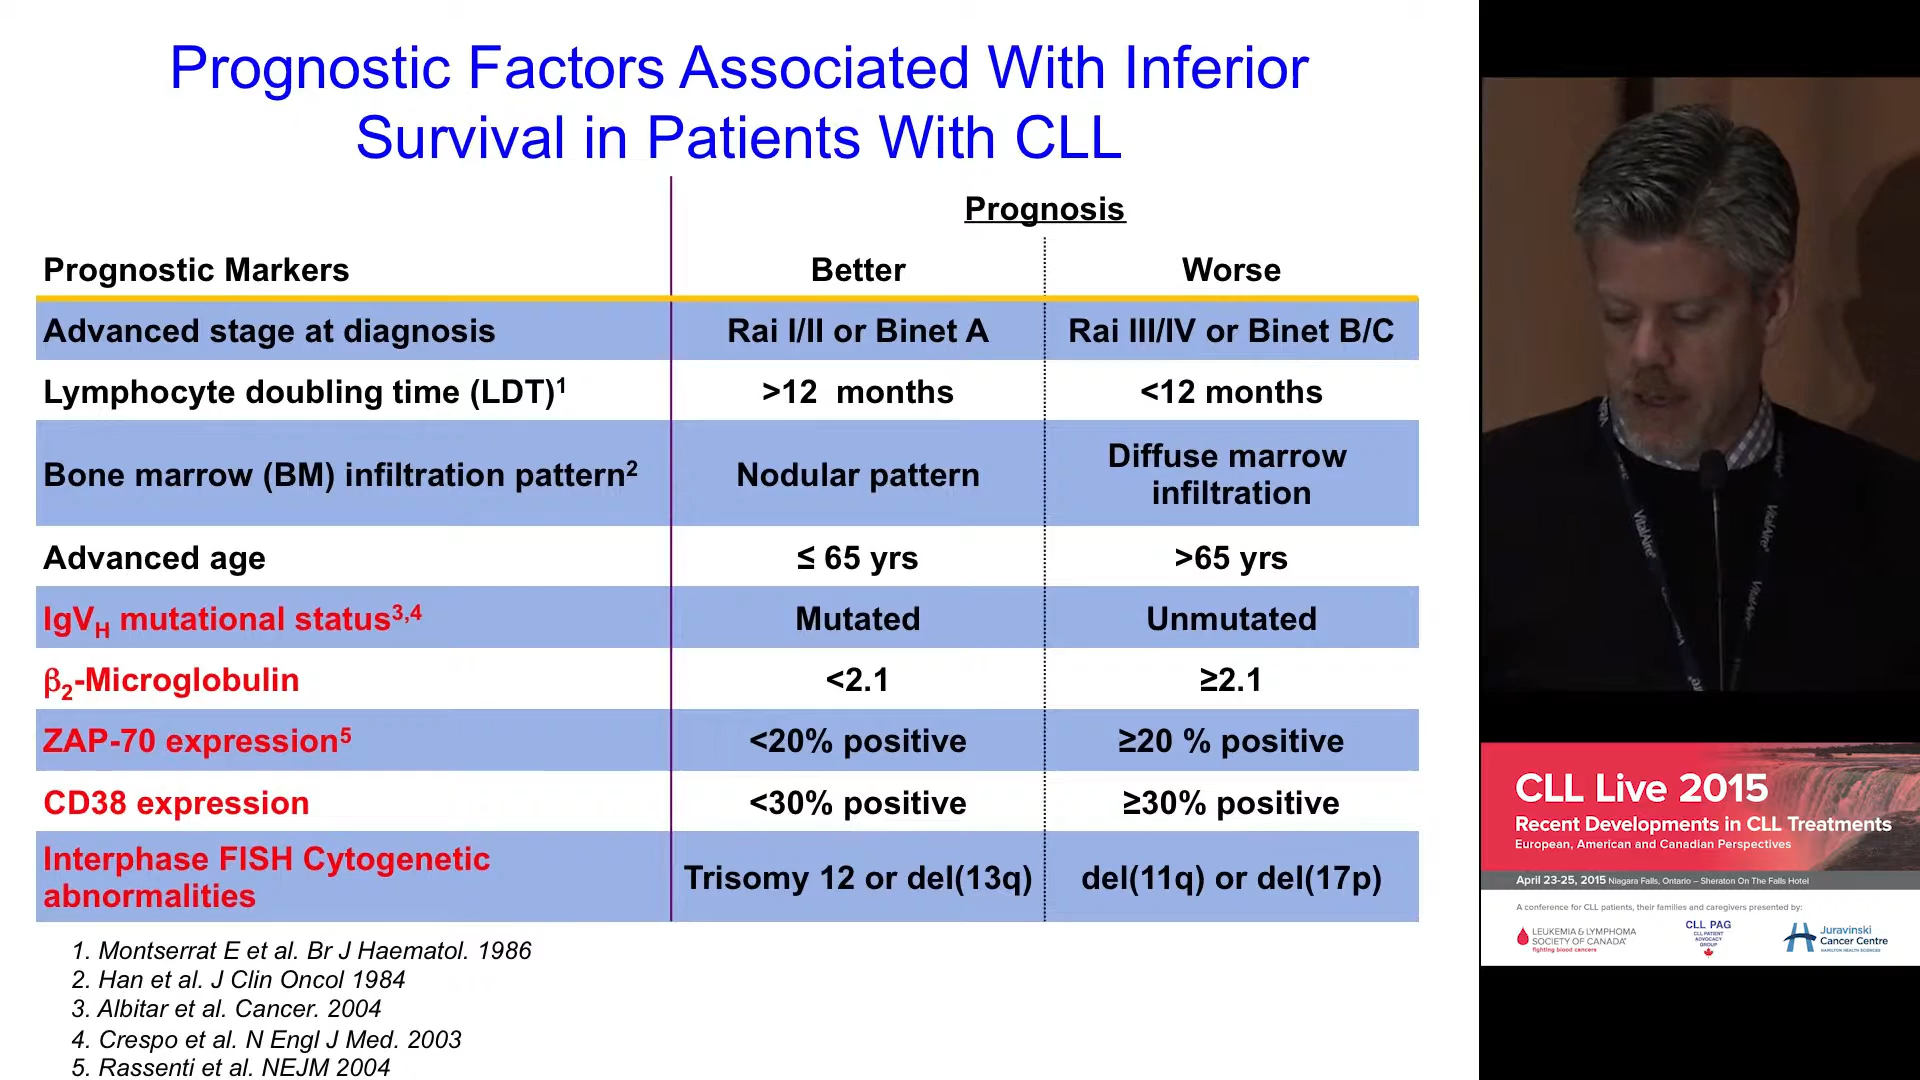 Prognostic Factors Associated With Inferior
Survival in Patients With CLL
Prognosis
Prognostic Markers Better Worse
Advanced stage at diagnosis Rai I/II or Binet A Rai III/IV or Binet B/C
Lymphocyte doubling time (LDT)1 >12 months <12 months
Bone marrow (BM) infiltration pattern2 Nodular pattern Diffuse marrow
infiltration
Advanced age ≤ 65 yrs >65 yrs
IgVH mutational status3,4 Mutated Unmutated
β2-Microglobulin <2.1 ≥2.1
ZAP-70 expression5 <20% positive ≥20 % positive
CD38 expression <30% positive ≥30% positive
Interphase FISH Cytogenetic
abnormalities Trisomy 12 or del(13q) del(11q) or del(17p)
1. Montserrat E et al. Br J Haematol. 1986
2. Han et al. J Clin Oncol 1984
3. Albitar et al. Cancer. 2004
4. Crespo et al. N Engl J Med. 2003
5. Rassenti et al. NEJM 2004
VitalAire
VitalAire
CLL Live 2015
Recent Developments in CLL Treatments
European, American and Canadian Perspectives
April 23-25, 2015 Niagara Falls, Ontario – Sheraton On The Falls Hotel
A conference for CLL patients, their families and caregivers presented by:
LEUKEMIA & LYMPHOMA
SOCIETY OF CANADA
fighting blood cancers
CLL PAG
CLL PATIENT
ADVOCACY
GROUP
Juravinski
Cancer Centre
HAMILTON HEALTH SCIENCES